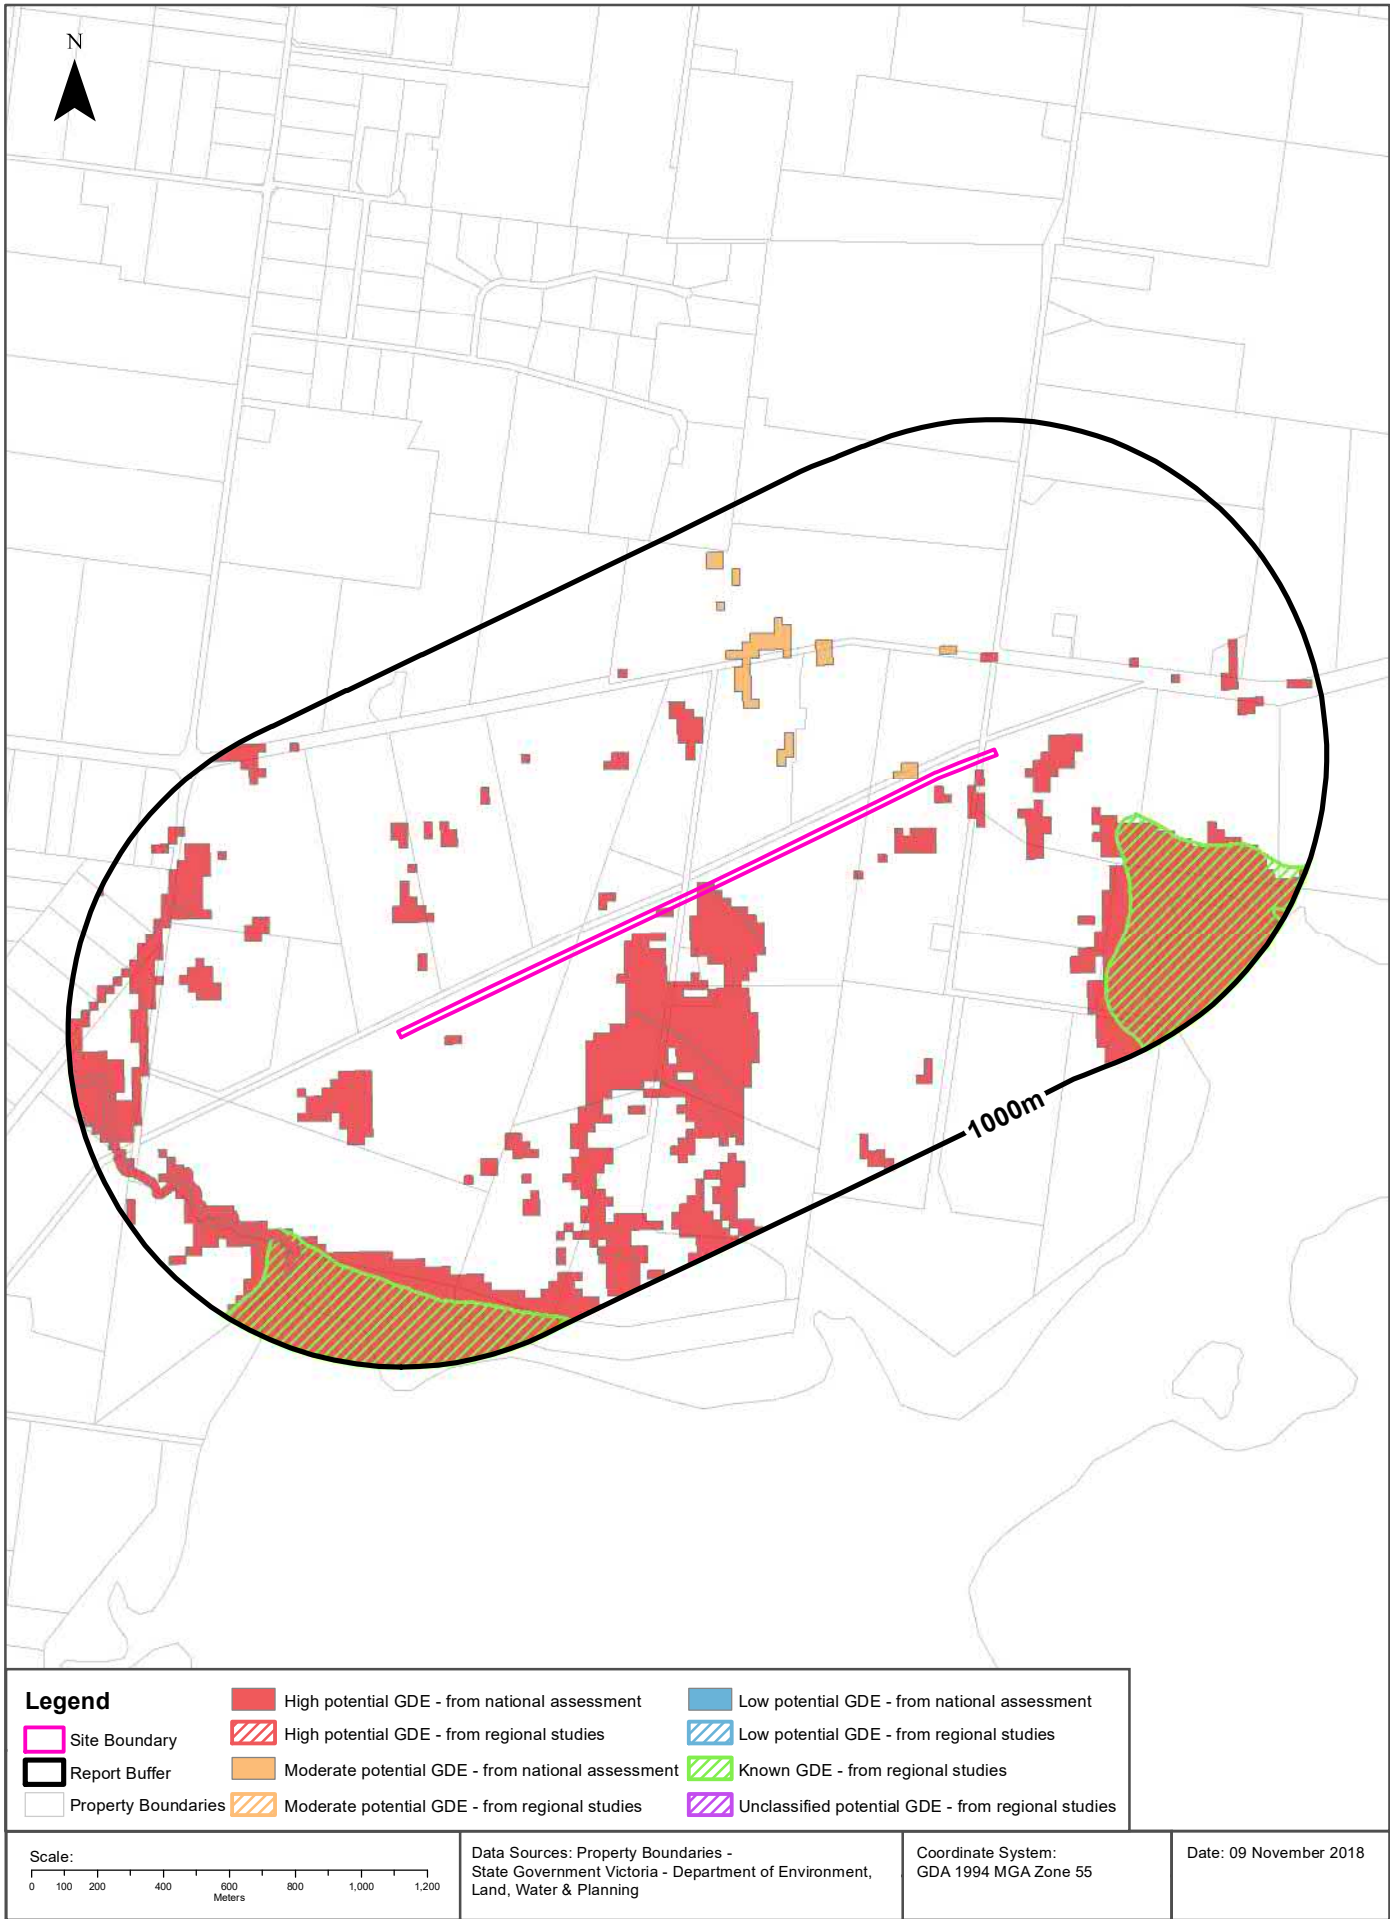 N
1000m
Legend
Site Boundary
Report Buffer
Property Boundaries
High potential GDE - from national assessment
High potential GDE - from regional studies
Moderate potential GDE - from national assessment
Moderate potential GDE - from regional studies
Low potential GDE - from national assessment
Low potential GDE - from regional studies
Known GDE - from regional studies
Unclassified potential GDE - from regional studies
Scale:
0 100 200 400 600 800 1,000 1,200
Meters
Data Sources: Property Boundaries -
State Government Victoria - Department of Environment,
Land, Water & Planning
Coordinate System:
GDA 1994 MGA Zone 55
Date: 09 November 2018